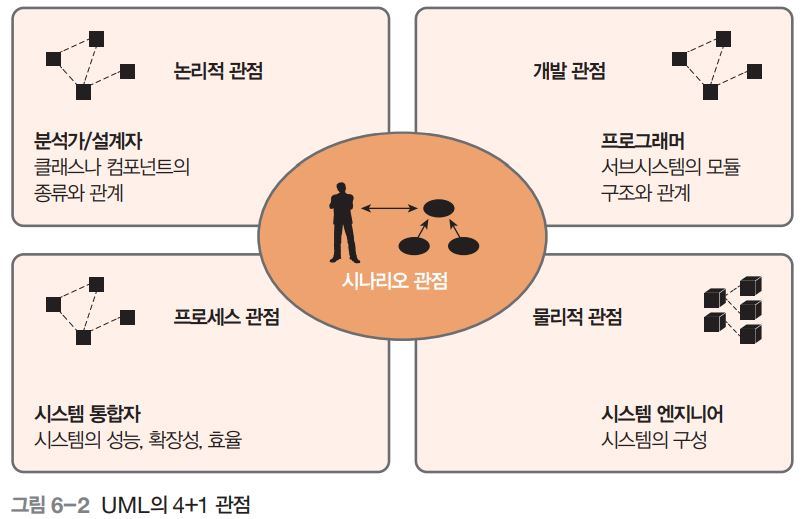 논리적 관점
분석가/설계자
클래스나 컴포넌트의
종류와 관계
개발 관점
프로그래머
서브시스템의 모듈
구조와 관계
시나리오 관점
프로세스 관점
시스템 통합자
시스템의 성능, 확장성, 효율
물리적 관점
시스템 엔지니어
시스템의 구성
그림 6-2 UML의 4+1 관점